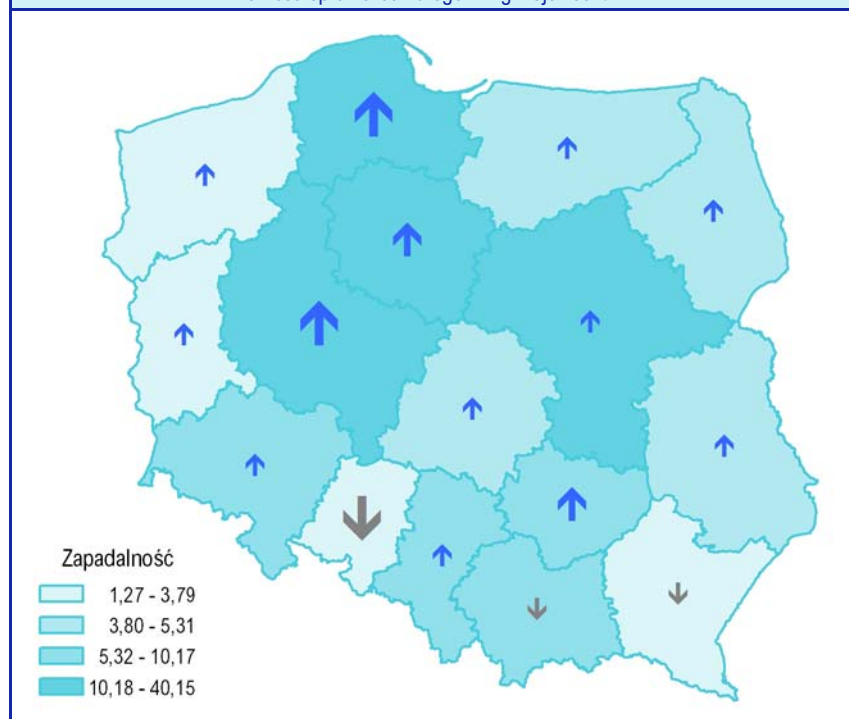 Zapadalność
1,27 - 3,79
3,80 - 5,31
5,32 - 10,17
10,18 - 40,15